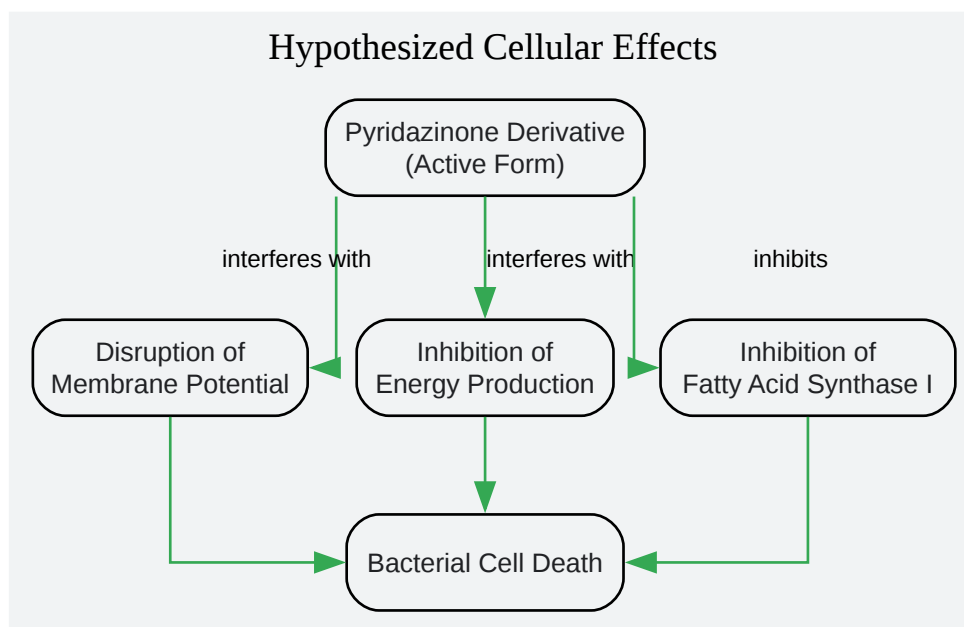 Hypothesized Cellular Effects
Pyridazinone Derivative
(Active Form)
interferes with
interferes with
inhibits
Disruption of
Membrane Potential
Inhibition of
Energy Production
Inhibition of
Fatty Acid Synthase I
Bacterial Cell Death